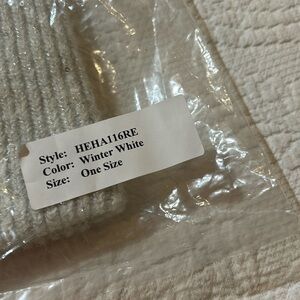 Style: HEHA116RE
Color: Winter White
Size: One Size